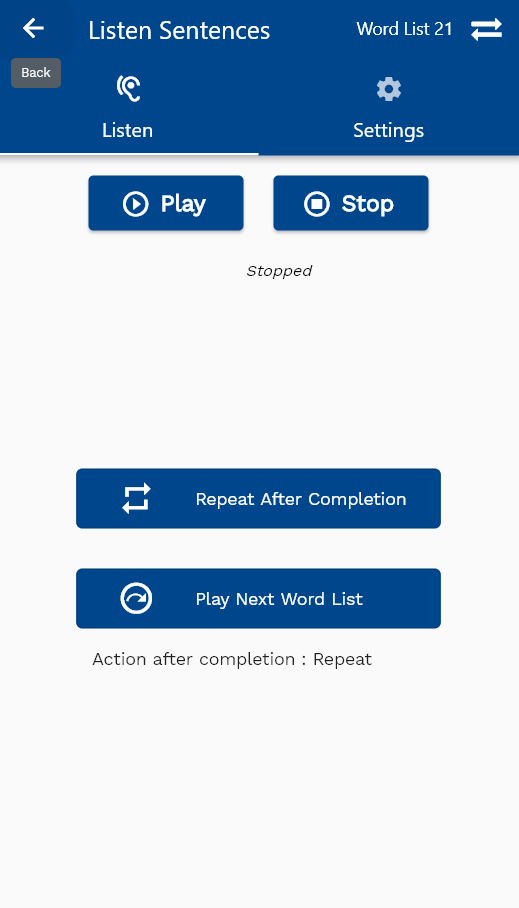 Listen Sentences
Word List 21
Back
Listen
Settings
Play
Stop
Stopped
Repeat After Completion
Play Next Word List
Action after completion : Repeat